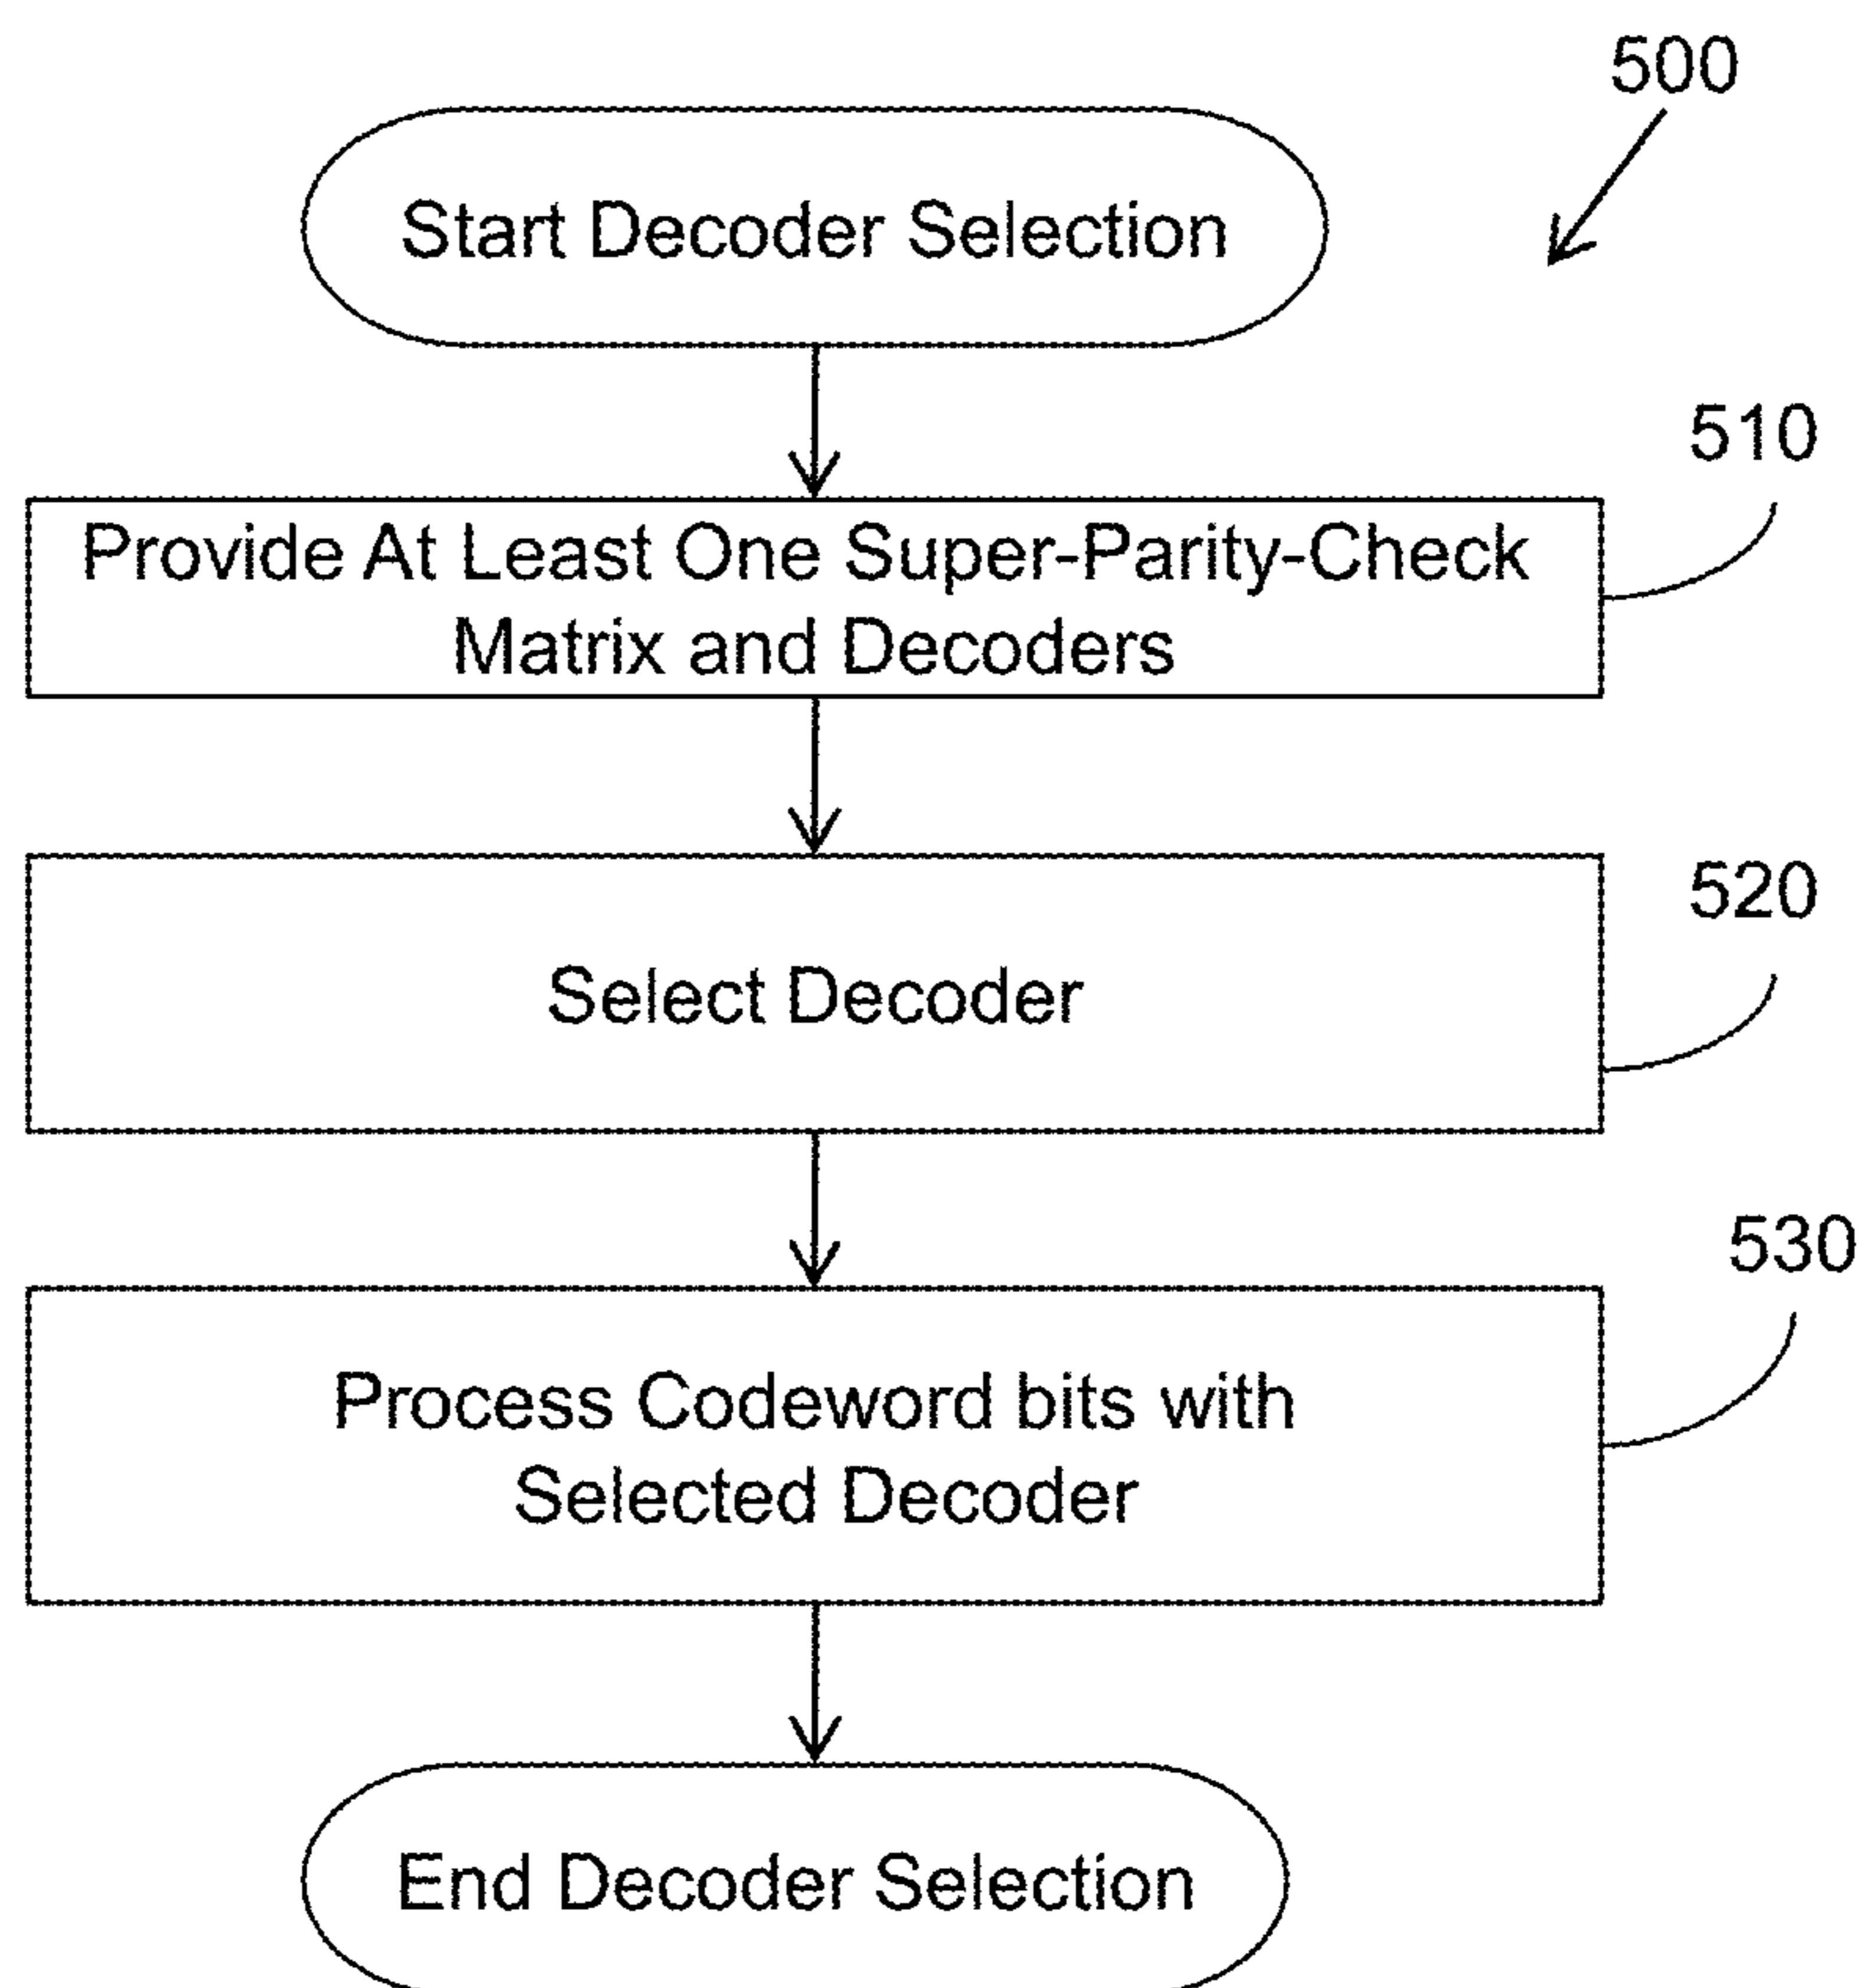 500
Start Decoder Selection
510
Provide At Least One Super-Parity-Check
Matrix and Decoders
520
Select Decoder
530
Process Codeword bits with
Selected Decoder
End Decoder Selection